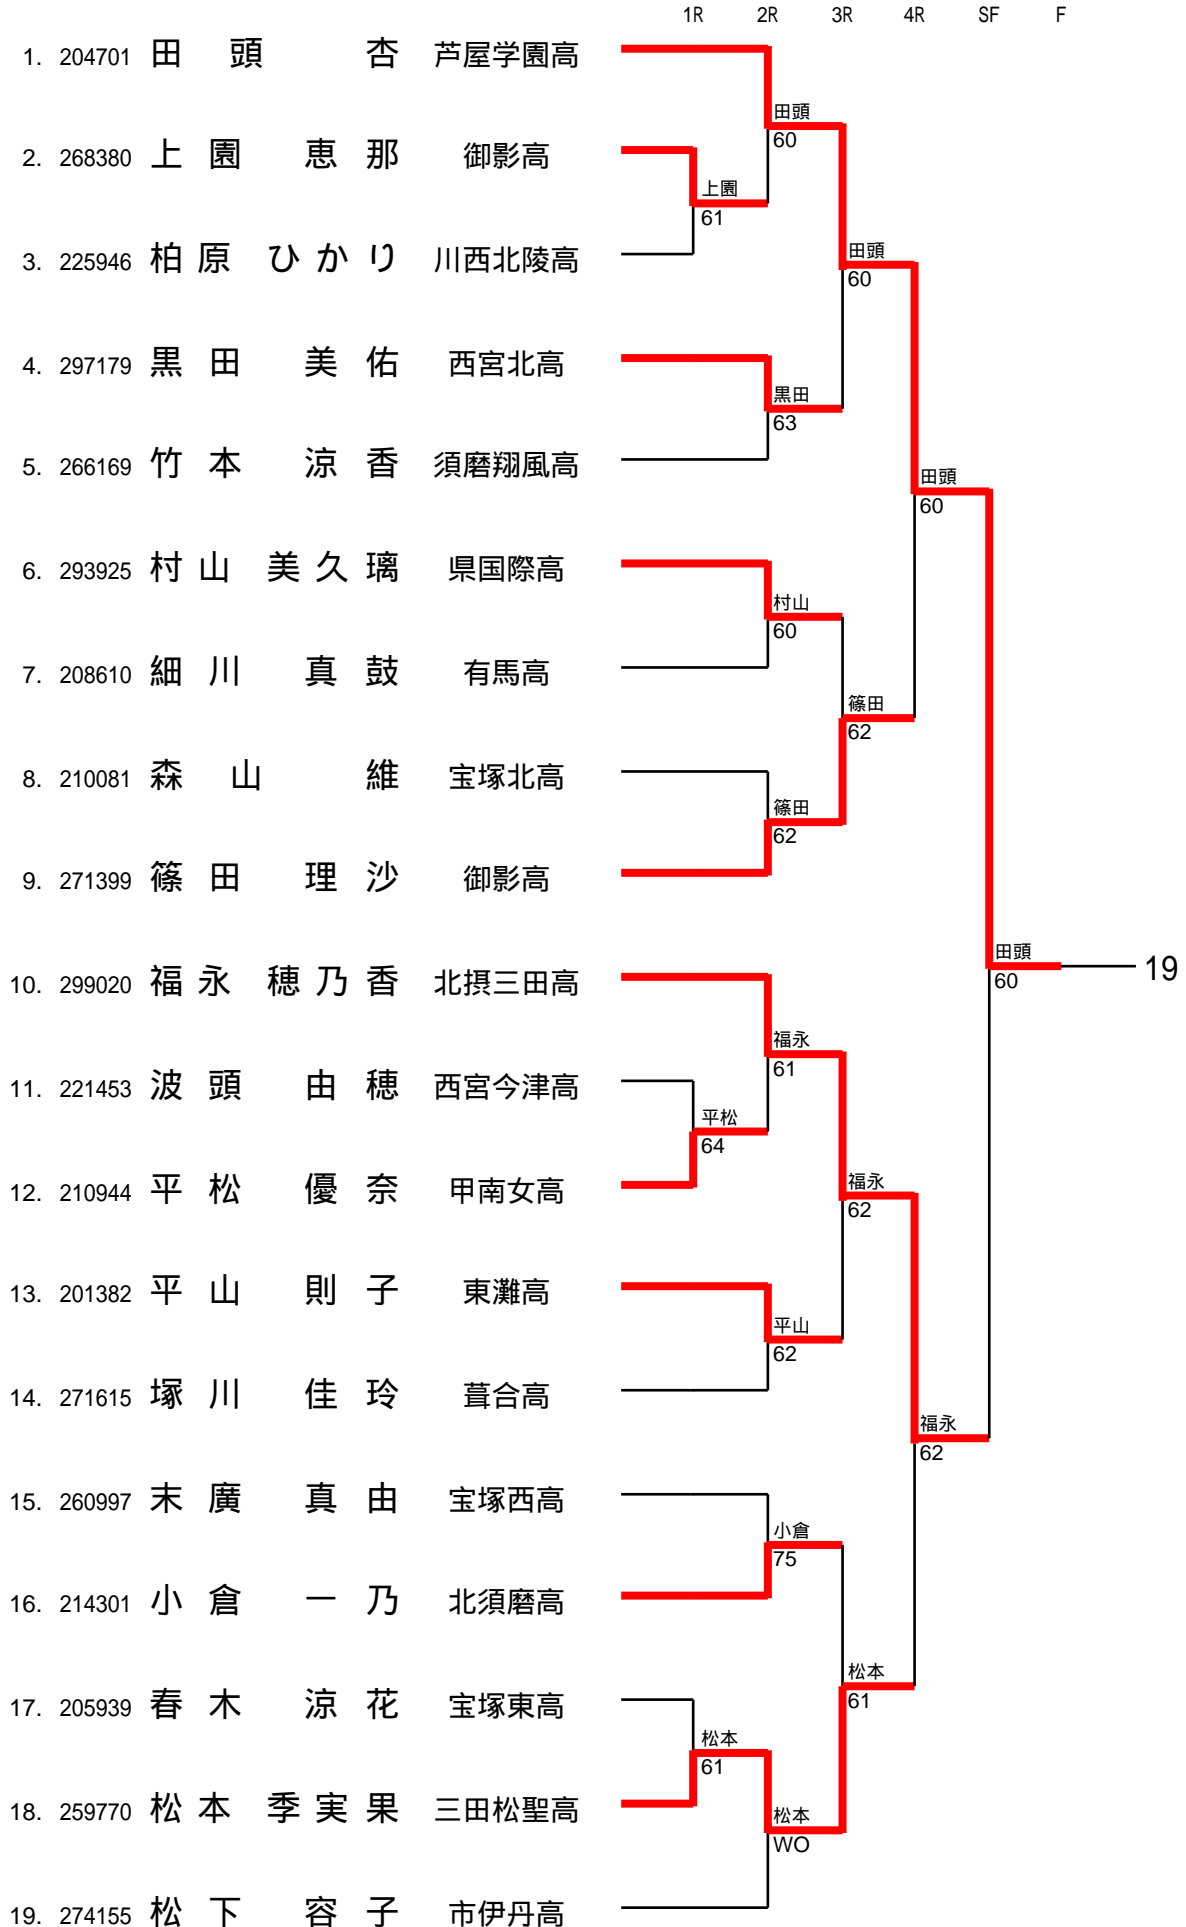 1R 2R 3R 4R SF F
1. 204701 田 頭 杏 芦屋学園高
田頭
60
2. 268380 上 園 恵 那 御影高
上園
61
3. 225946 柏 原 ひ か り 川西北陵高
田頭
60
4. 297179 黒 田 美 佑 西宮北高
黒田
63
5. 266169 竹 本 涼 香 須磨翔風高
田頭
60
6. 293925 村 山 美 久 璃 県国際高
村山
60
7. 208610 細 川 真 鼓 有馬高
篠田
62
8. 210081 森 山 維 宝塚北高
篠田
62
9. 271399 篠 田 理 沙 御影高
田頭
60
19
10. 299020 福 永 穂 乃 香 北摂三田高
福永
61
11. 221453 波 頭 由 穂 西宮今津高
平松
64
12. 210944 平 松 優 奈 甲南女高
福永
62
13. 201382 平 山 則 子 東灘高
平山
62
14. 271615 塚 川 佳 玲 葺合高
福永
62
15. 260997 末 廣 真 由 宝塚西高
小倉
75
16. 214301 小 倉 一 乃 北須磨高
松本
61
17. 205939 春 木 涼 花 宝塚東高
松本
61
18. 259770 松 本 季 実 果 三田松聖高
松本
WO
19. 274155 松 下 容 子 市伊丹高